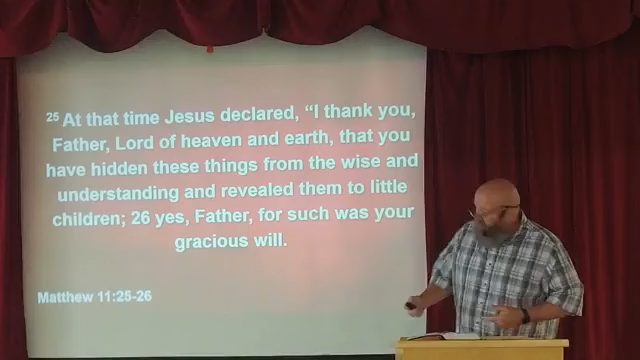 25 At that time Jesus declared, “I thank you,
Father, Lord of heaven and earth, that you
have hidden these things from the wise and
understanding and revealed them to little
children; 26 yes, Father, for such was your
gracious will.
Matthew 11:25-26